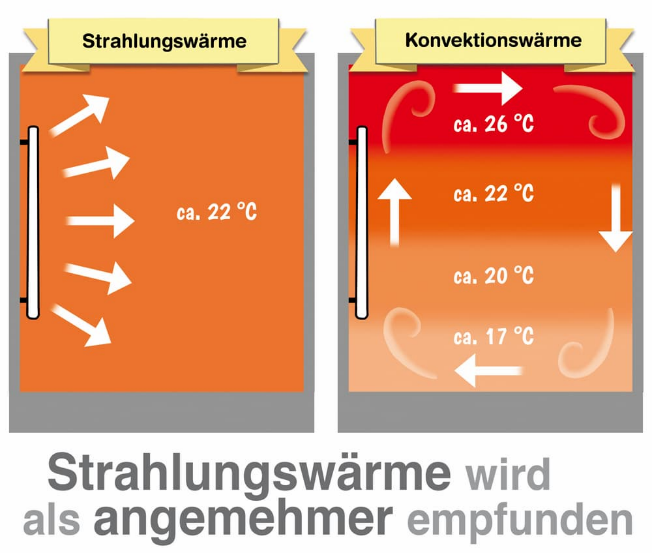 Strahlungswärme
Konvektionswärme
ca. 22 °C
ca. 26 °C
ca. 22 °C
ca. 20 °C
ca. 17 °C
Strahlungswärme wird
als angemehmer empfunden